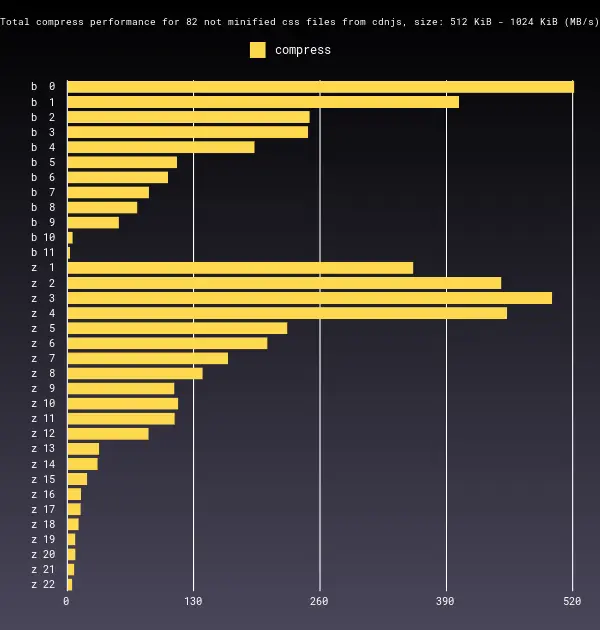 Total compress performance for 82 not minified css files from cdnjs, size: 512 KiB - 1024 KiB (MB/s)
compress
b 0
b 1
b 2
b 3
b 4
b 5
b 6
b 7
b 8
b 9
b 10
b 11
z 1
z 2
z 3
z 4
z 5
z 6
z 7
z 8
z 9
z 10
z 11
z 12
z 13
z 14
z 15
z 16
z 17
z 18
z 19
z 20
z 21
z 22
0 130 260 390 520